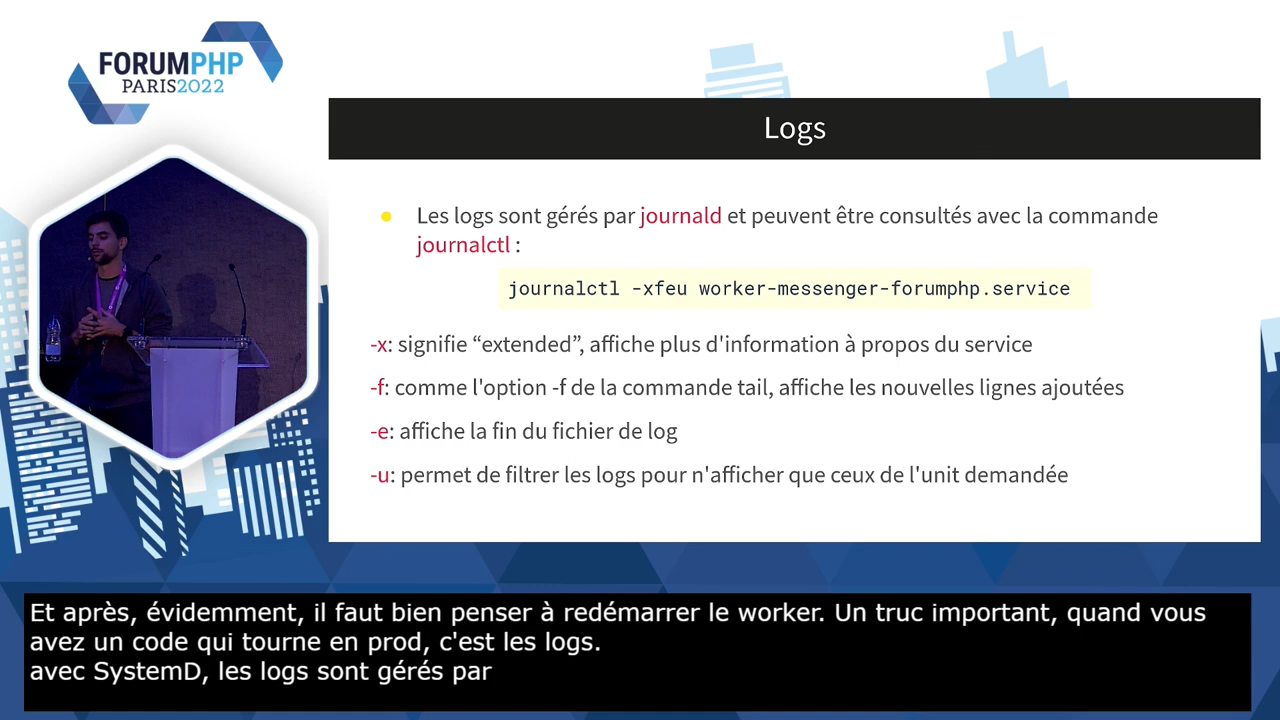 FORUMPHP
PARIS2022
Logs
Les logs sont gérés par journald et peuvent être consultés avec la commande
journalctl :
journalctl -xfeu worker-messenger-forumphp.service
-x: signifie “extended”, affiche plus d'information à propos du service
-f: comme l'option -f de la commande tail, affiche les nouvelles lignes ajoutées
-e: affiche la fin du fichier de log
-u: permet de filtrer les logs pour n'afficher que ceux de l'unit demandée
Et après, évidemment, il faut bien penser à redémarrer le worker. Un truc important, quand vous
avez un code qui tourne en prod, c'est les logs.
avec SystemD, les logs sont gérés par